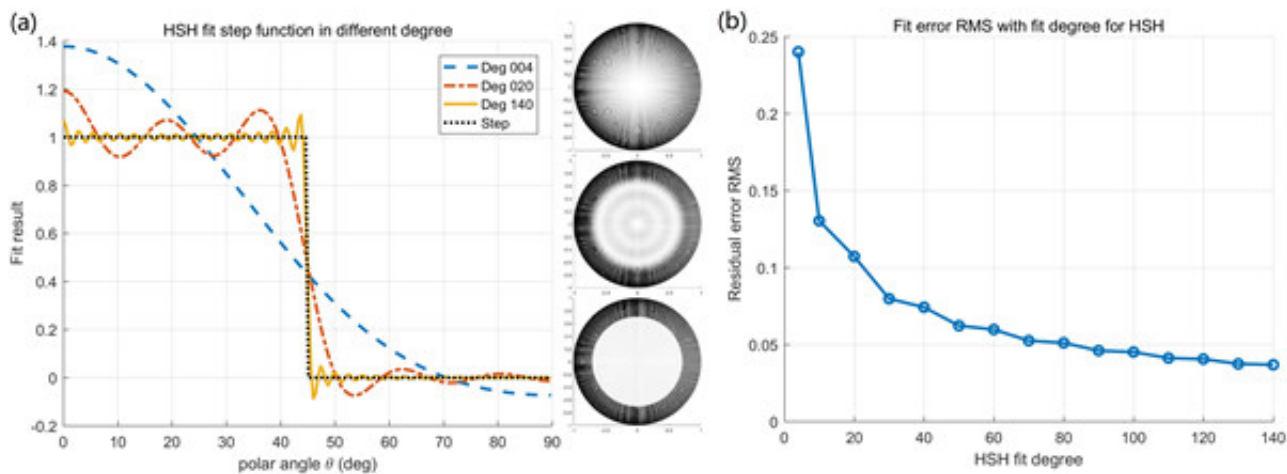 (a)
HSH fit step function in different degree
1.4
1.2
1
0.8
0.6
0.4
0.2
0
-0.2
Fit result
Deg 004
Deg 020
Deg 140
Step
0 10 20 30 40 50 60 70 80 90
polar angle θ (deg)
(b)
Fit error RMS with fit degree for HSH
0.25
0.2
0.15
0.1
0.05
0
Residual error RMS
0 20 40 60 80 100 120 140
HSH fit degree